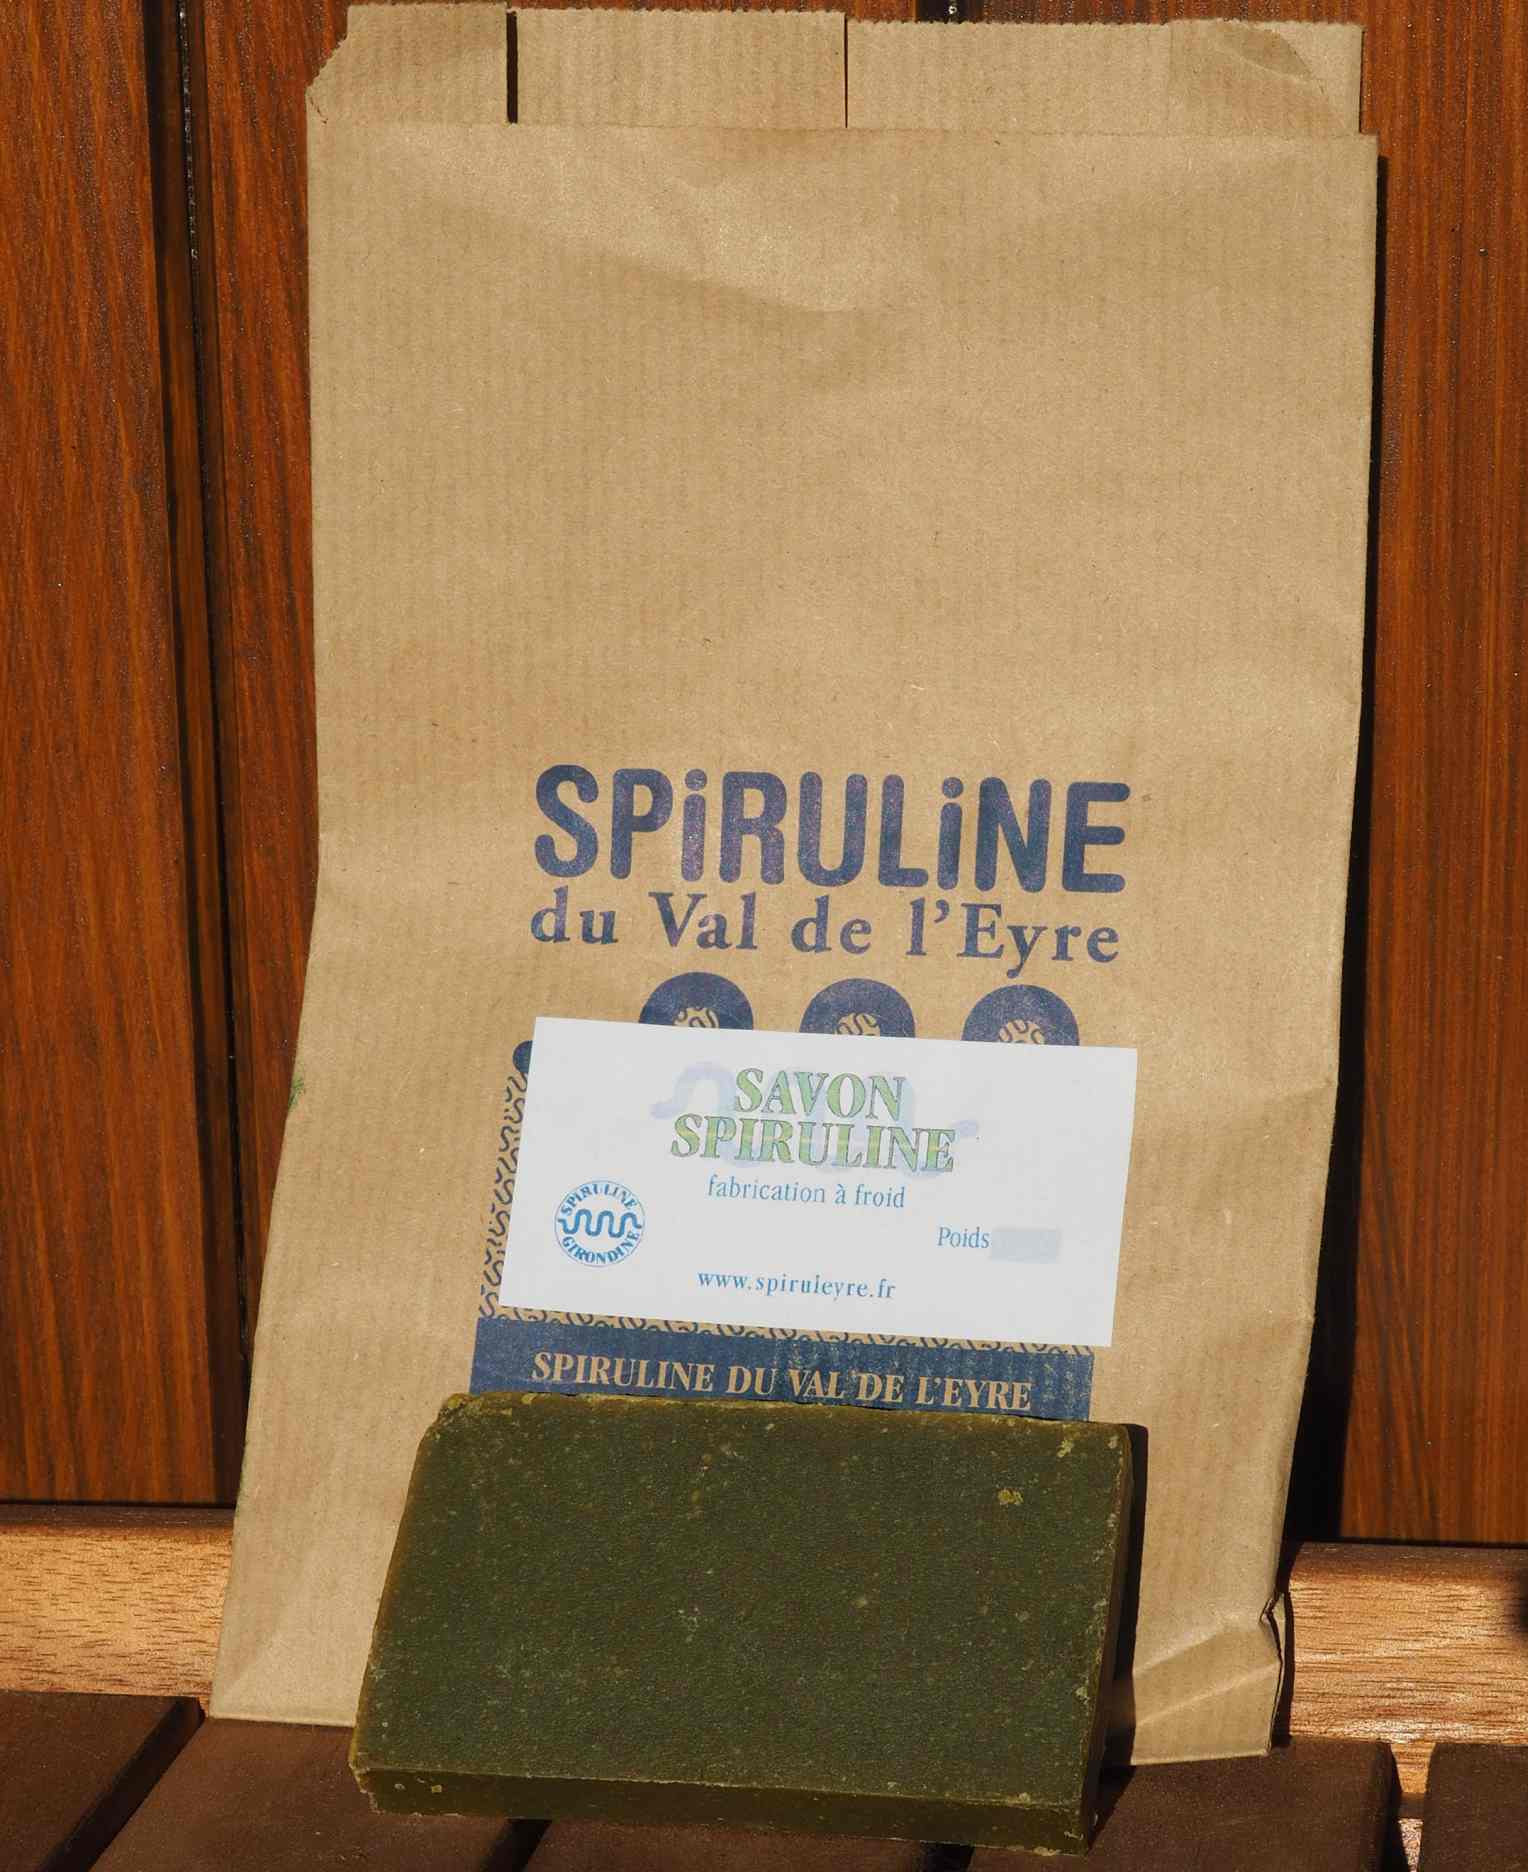 SPiRULiNE
du Val de l'Eyre
SAVON
SPIRULINE
fabrication à froid
SPIRULINE
GIRONDINE
Poids
www.spiruleyre.fr
SPIRULINE DU VAL DE L'EYRE